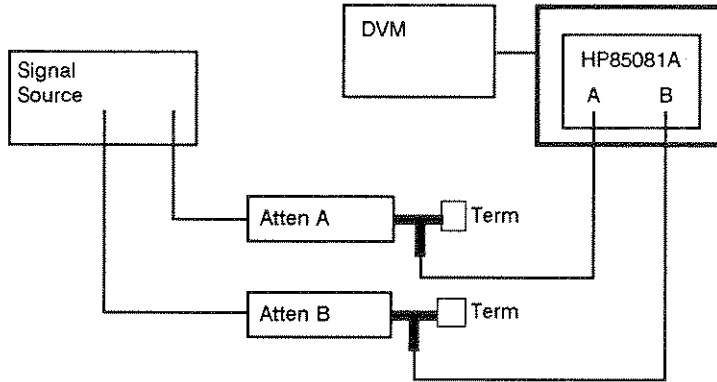 DVM
HP85081A
A B
Signal
Source
Atten A
Term
Atten B
Term